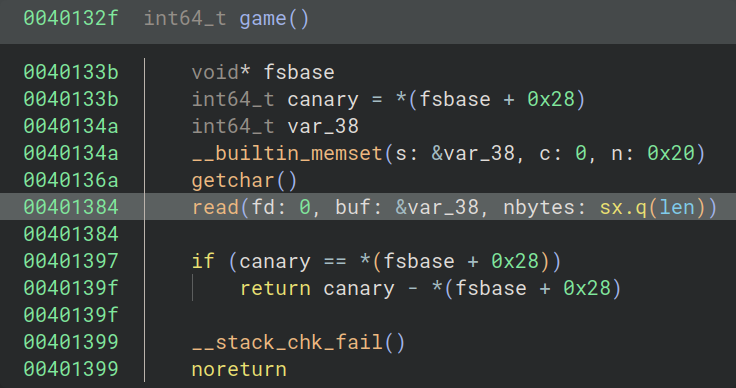 0040132f int64_t game()
0040133b void* fsbase
0040133b int64_t canary = *(fsbase + 0x28)
0040134a int64_t var_38
0040134a __builtin_memset(s: &var_38, c: 0, n: 0x20)
0040136a getchar()
00401384 read(fd: 0, buf: &var_38, nbytes: sx.q(len))
00401384
00401397 if (canary == *(fsbase + 0x28))
0040139f return canary - *(fsbase + 0x28)
0040139f
00401399 __stack_chk_fail()
00401399 noreturn